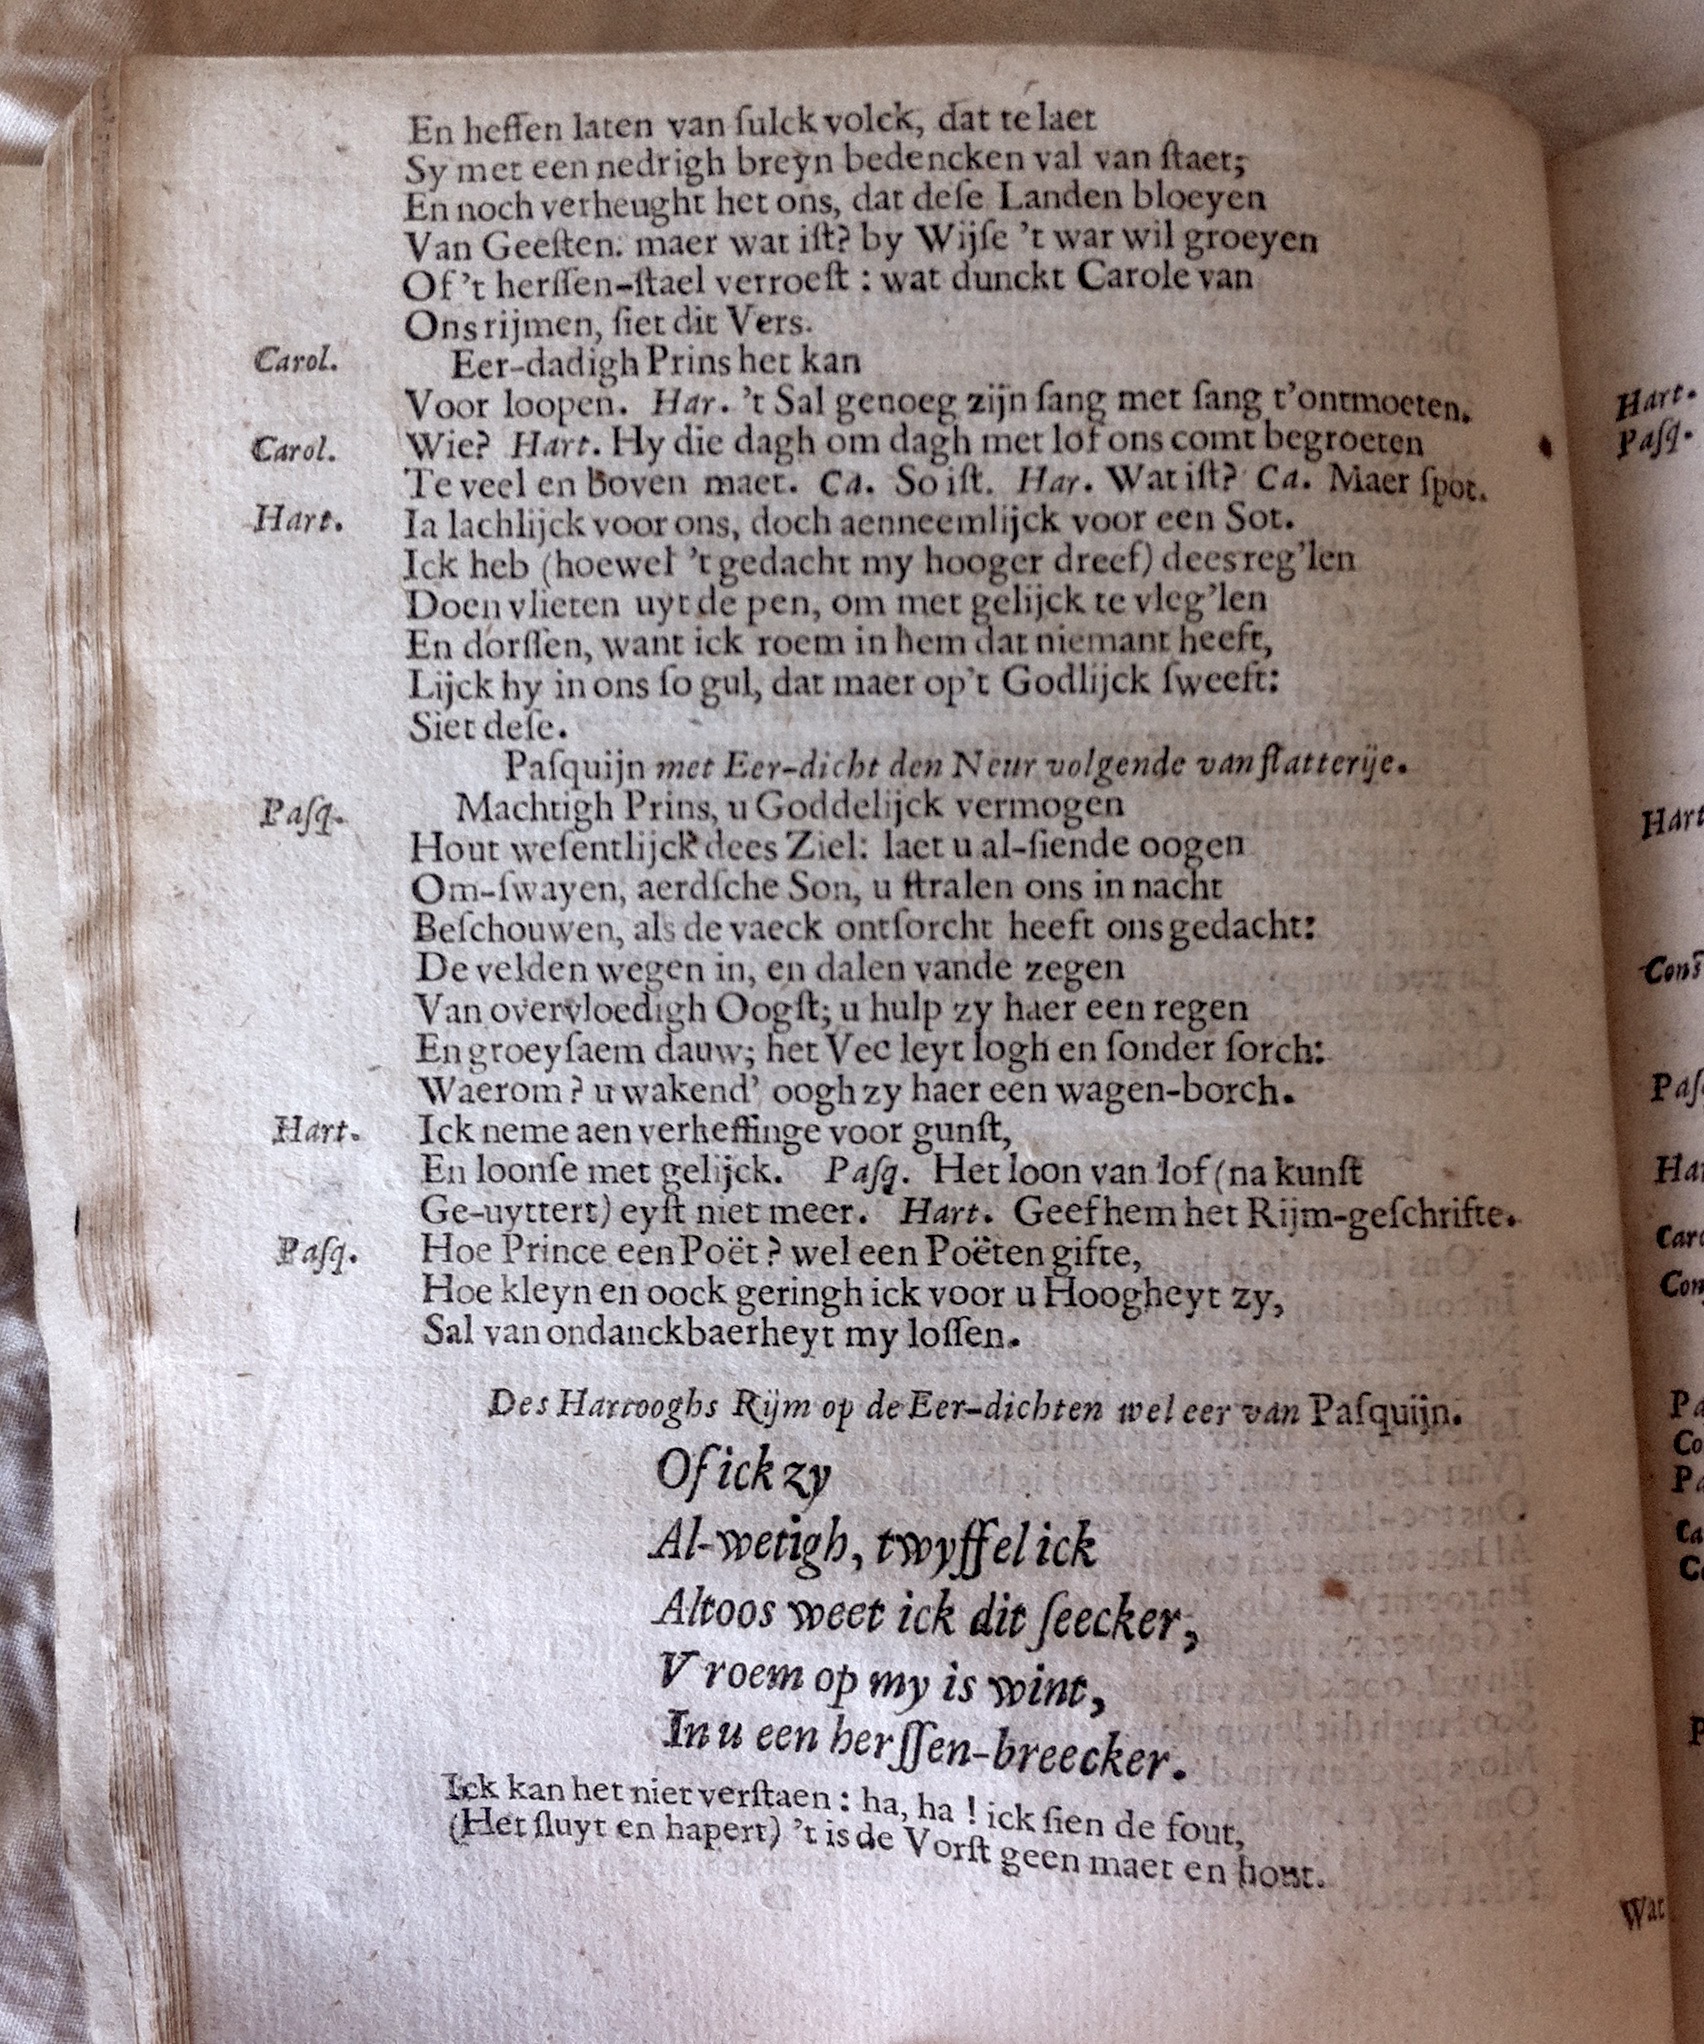 En heffen laten van ſulck volck, dat te laet
Sy met een nedrigh breyn bedencken val van ſtaet;
En noch verheught het ons, dat deſe Landen bloeyen
Van Geeſten. maer wat iſt? by Wijſe 't war wil groeyen
Of 't herſſen-ſtael verroeſt : wat dunckt Carole van
Ons rijmen, ſiet dit Vers.
Carol. Eer-dadigh Prins het kan
Voor loopen. Har. 't Sal genoeg zijn ſang met ſang t'ontmoeten.
Carol. Wie? Hart. Hy die dagh om dagh met lof ons comt begroeten
Te veel en boven maet. Ca. So iſt. Har. Wat iſt? Ca. Maer ſpot.
Hart. Ia lachlijck voor ons, doch aenneemlijck voor een Sot.
Ick heb (hoewel 't gedacht my hooger dreef) dees reg'len
Doen vlieten uyt de pen, om met gelijck te vleg'len
En dorſſen, want ick roem in hem dat niemant heeft,
Lijck hy in ons ſo gul, dat maer op't Godlijck ſweeft:
Siet deſe.
Paſquijn met Eer-dicht den Neur volgende van flatterije.
Paſq. Machtigh Prins, u Goddelijck vermogen
Hout weſentlijck dees Ziel: laet u al-ſiende oogen
Om-ſwayen, aerdſche Son, u ſtralen ons in nacht
Beſchouwen, als de vaeck ontſorcht heeft ons gedacht:
De velden wegen in, en dalen vande zegen
Van overvloedigh Oogſt; u hulp zy haer een regen
En groeyſaem dauw; het Vee leyt logh en ſonder ſorch:
Waerom ? u wakend' oogh zy haer een wagen-borch.
Hart. Ick neme aen verheffinge voor gunſt,
En loonſe met gelijck. Paſq. Het loon van lof (na kunſt
Ge-uyttert) eyſt niet meer. Hart. Geef hem het Rijm-geſchrifte.
Paſq. Hoe Prince een Poët ? wel een Poëten gifte,
Hoe kleyn en oock geringh ick voor u Hoogheyt zy,
Sal van ondanckbaerheyt my loſſen.
Des Hartooghs Rijm op de Eer-dichten wel eer van Paſquijn.
Of ick zy
Al-wetigh, twyffel ick
Altoos weet ick dit ſeecker,
V roem op my is wint,
In u een herſſen-breecker.
Ick kan het niet verſtaen : ha, ha ! ick ſien de fout,
(Het ſluyt en hapert) 't is de Vorſt geen maet en hout.
Hart.
Paſq.
Hart
Paſ
Har
Caro
Con
Pa
Co
Pa
Ca
Co
P
Wat